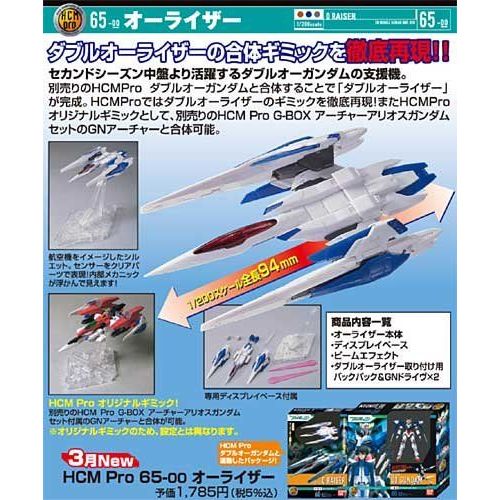 HCM Pro 65-00 オーライザー 1/200scale O RAISER 65-00
ダブルオーライザーの合体ギミックを徹底再現!!
セカンドシーズン中盤より活躍するダブルオーガンダムの支援機。
別売りのHCMPro ダブルオーガンダムと合体することで「ダブルオーライザー」
が完成。HCMProではダブルオーライザーのギミックを徹底再現!またHCMPro
オリジナルギミックとして、別売りのHCM Pro G-BOX アーチャーアリオスガンダム
セットのGNアーチャーと合体可能。
航空機をイメージしたシル
エット。センサーをクリアパー
ツで表現!内部メカニック
が浮かんで見えます!
1/200スケール全長94mm
商品内容一覧
・オーライザー本体
・ディスプレイベース
・ビームエフェクト
・ダブルオーライザー取り付け用
バックパック&GNドライヴ×2
専用ディスプレイベース付属
HCM Pro オリジナルギミック!
別売りのHCM Pro G-BOX アーチャーアリオスガンダム
セット付属のGNアーチャーと合体が可能。
※オリジナルギミックのため、設定とは異なります。
HCM Pro
ダブルオーガンダムと
連動したパッケージ!
O RAISER
OO GUNDAM
3月New
HCM Pro 65-00 オーライザー
予価1,785円(税5%込)